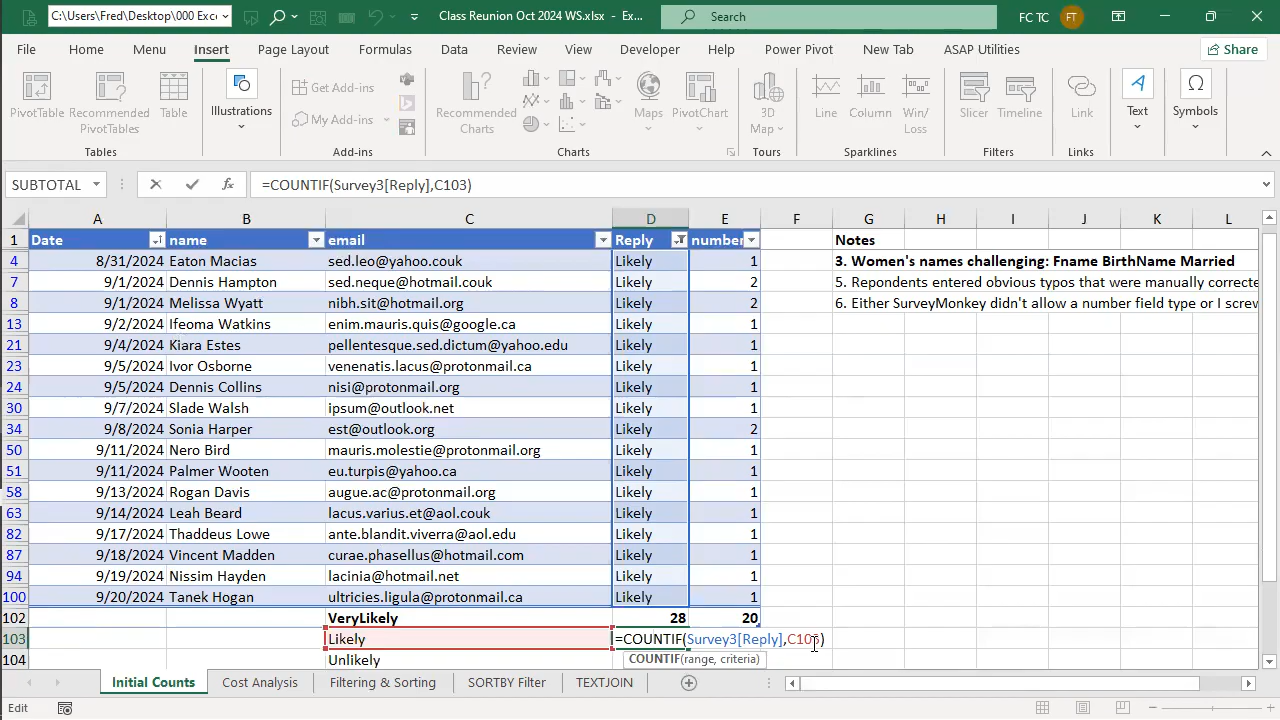 C:\Users\Fred\Desktop\000 Exce
Class Reunion Oct 2024 WS.xlsx - Ex...
Search
FC TC
FT
File Home Menu Insert Page Layout Formulas Data Review View Developer Help Power Pivot New Tab ASAP Utilities Share
PivotTable
Recommended PivotTables
Table
Illustrations
Get Add-ins
My Add-ins
Recommended Charts
Maps
PivotChart
3D Map
Line
Column
Win/ Loss
Slicer
Timeline
Link
Text
Symbols
Tables Add-ins Charts Tours Sparklines Filters Links
SUBTOTAL fx =COUNTIF(Survey3[Reply],C103)
A B C D E F G H I J K L
1 Date name email Reply number Notes
4 8/31/2024 Eaton Macias sed.leo@yahoo.couk Likely 1 3. Women's names challenging: Fname BirthName Married
7 9/1/2024 Dennis Hampton sed.neque@hotmail.couk Likely 2 5. Repondents entered obvious typos that were manually correcte
8 9/1/2024 Melissa Wyatt nibh.sit@hotmail.org Likely 2 6. Either SurveyMonkey didn't allow a number field type or I screw
13 9/2/2024 Ifeoma Watkins enim.mauris.quis@google.ca Likely 1
21 9/4/2024 Kiara Estes pellentesque.sed.dictum@yahoo.edu Likely 1
23 9/5/2024 Ivor Osborne venenatis.lacus@protonmail.ca Likely 1
24 9/5/2024 Dennis Collins nisi@protonmail.org Likely 1
30 9/7/2024 Slade Walsh ipsum@outlook.net Likely 1
34 9/8/2024 Sonia Harper est@outlook.org Likely 2
50 9/11/2024 Nero Bird mauris.molestie@protonmail.org Likely 1
51 9/11/2024 Palmer Wooten eu.turpis@yahoo.ca Likely 1
58 9/13/2024 Rogan Davis augue.ac@protonmail.org Likely 1
63 9/14/2024 Leah Beard lacus.varius.et@aol.couk Likely 1
82 9/17/2024 Thaddeus Lowe ante.blandit.viverra@aol.edu Likely 1
87 9/18/2024 Vincent Madden curae.phasellus@hotmail.com Likely 1
94 9/19/2024 Nissim Hayden lacinia@hotmail.net Likely 1
100 9/20/2024 Tanek Hogan ultricies.ligula@protonmail.ca Likely 1
102 VeryLikely 28 20
103 Likely =COUNTIF(Survey3[Reply],C103)
104 Unlikely COUNTIF(range, criteria)
Initial Counts Cost Analysis Filtering & Sorting SORTBY Filter TEXTJOIN
Edit